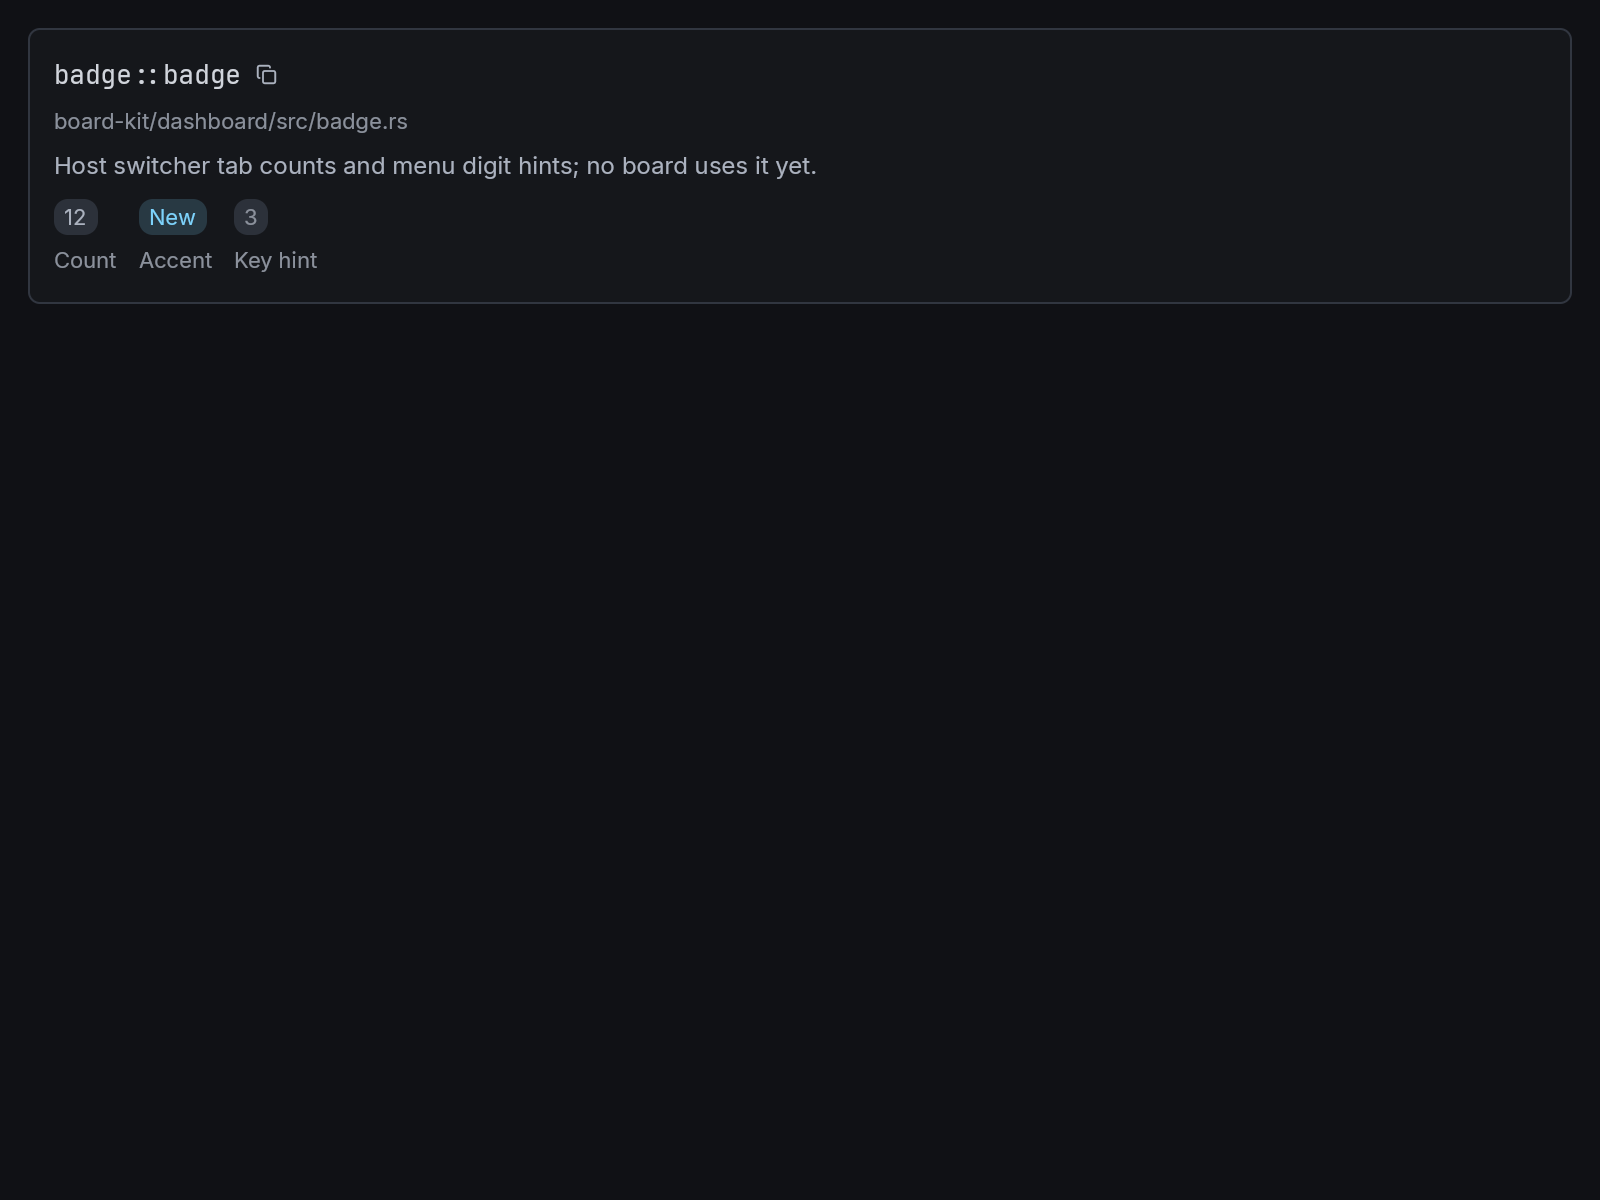 badge::badge
board-kit/dashboard/src/badge.rs
Host switcher tab counts and menu digit hints; no board uses it yet.
12 New 3
Count Accent Key hint